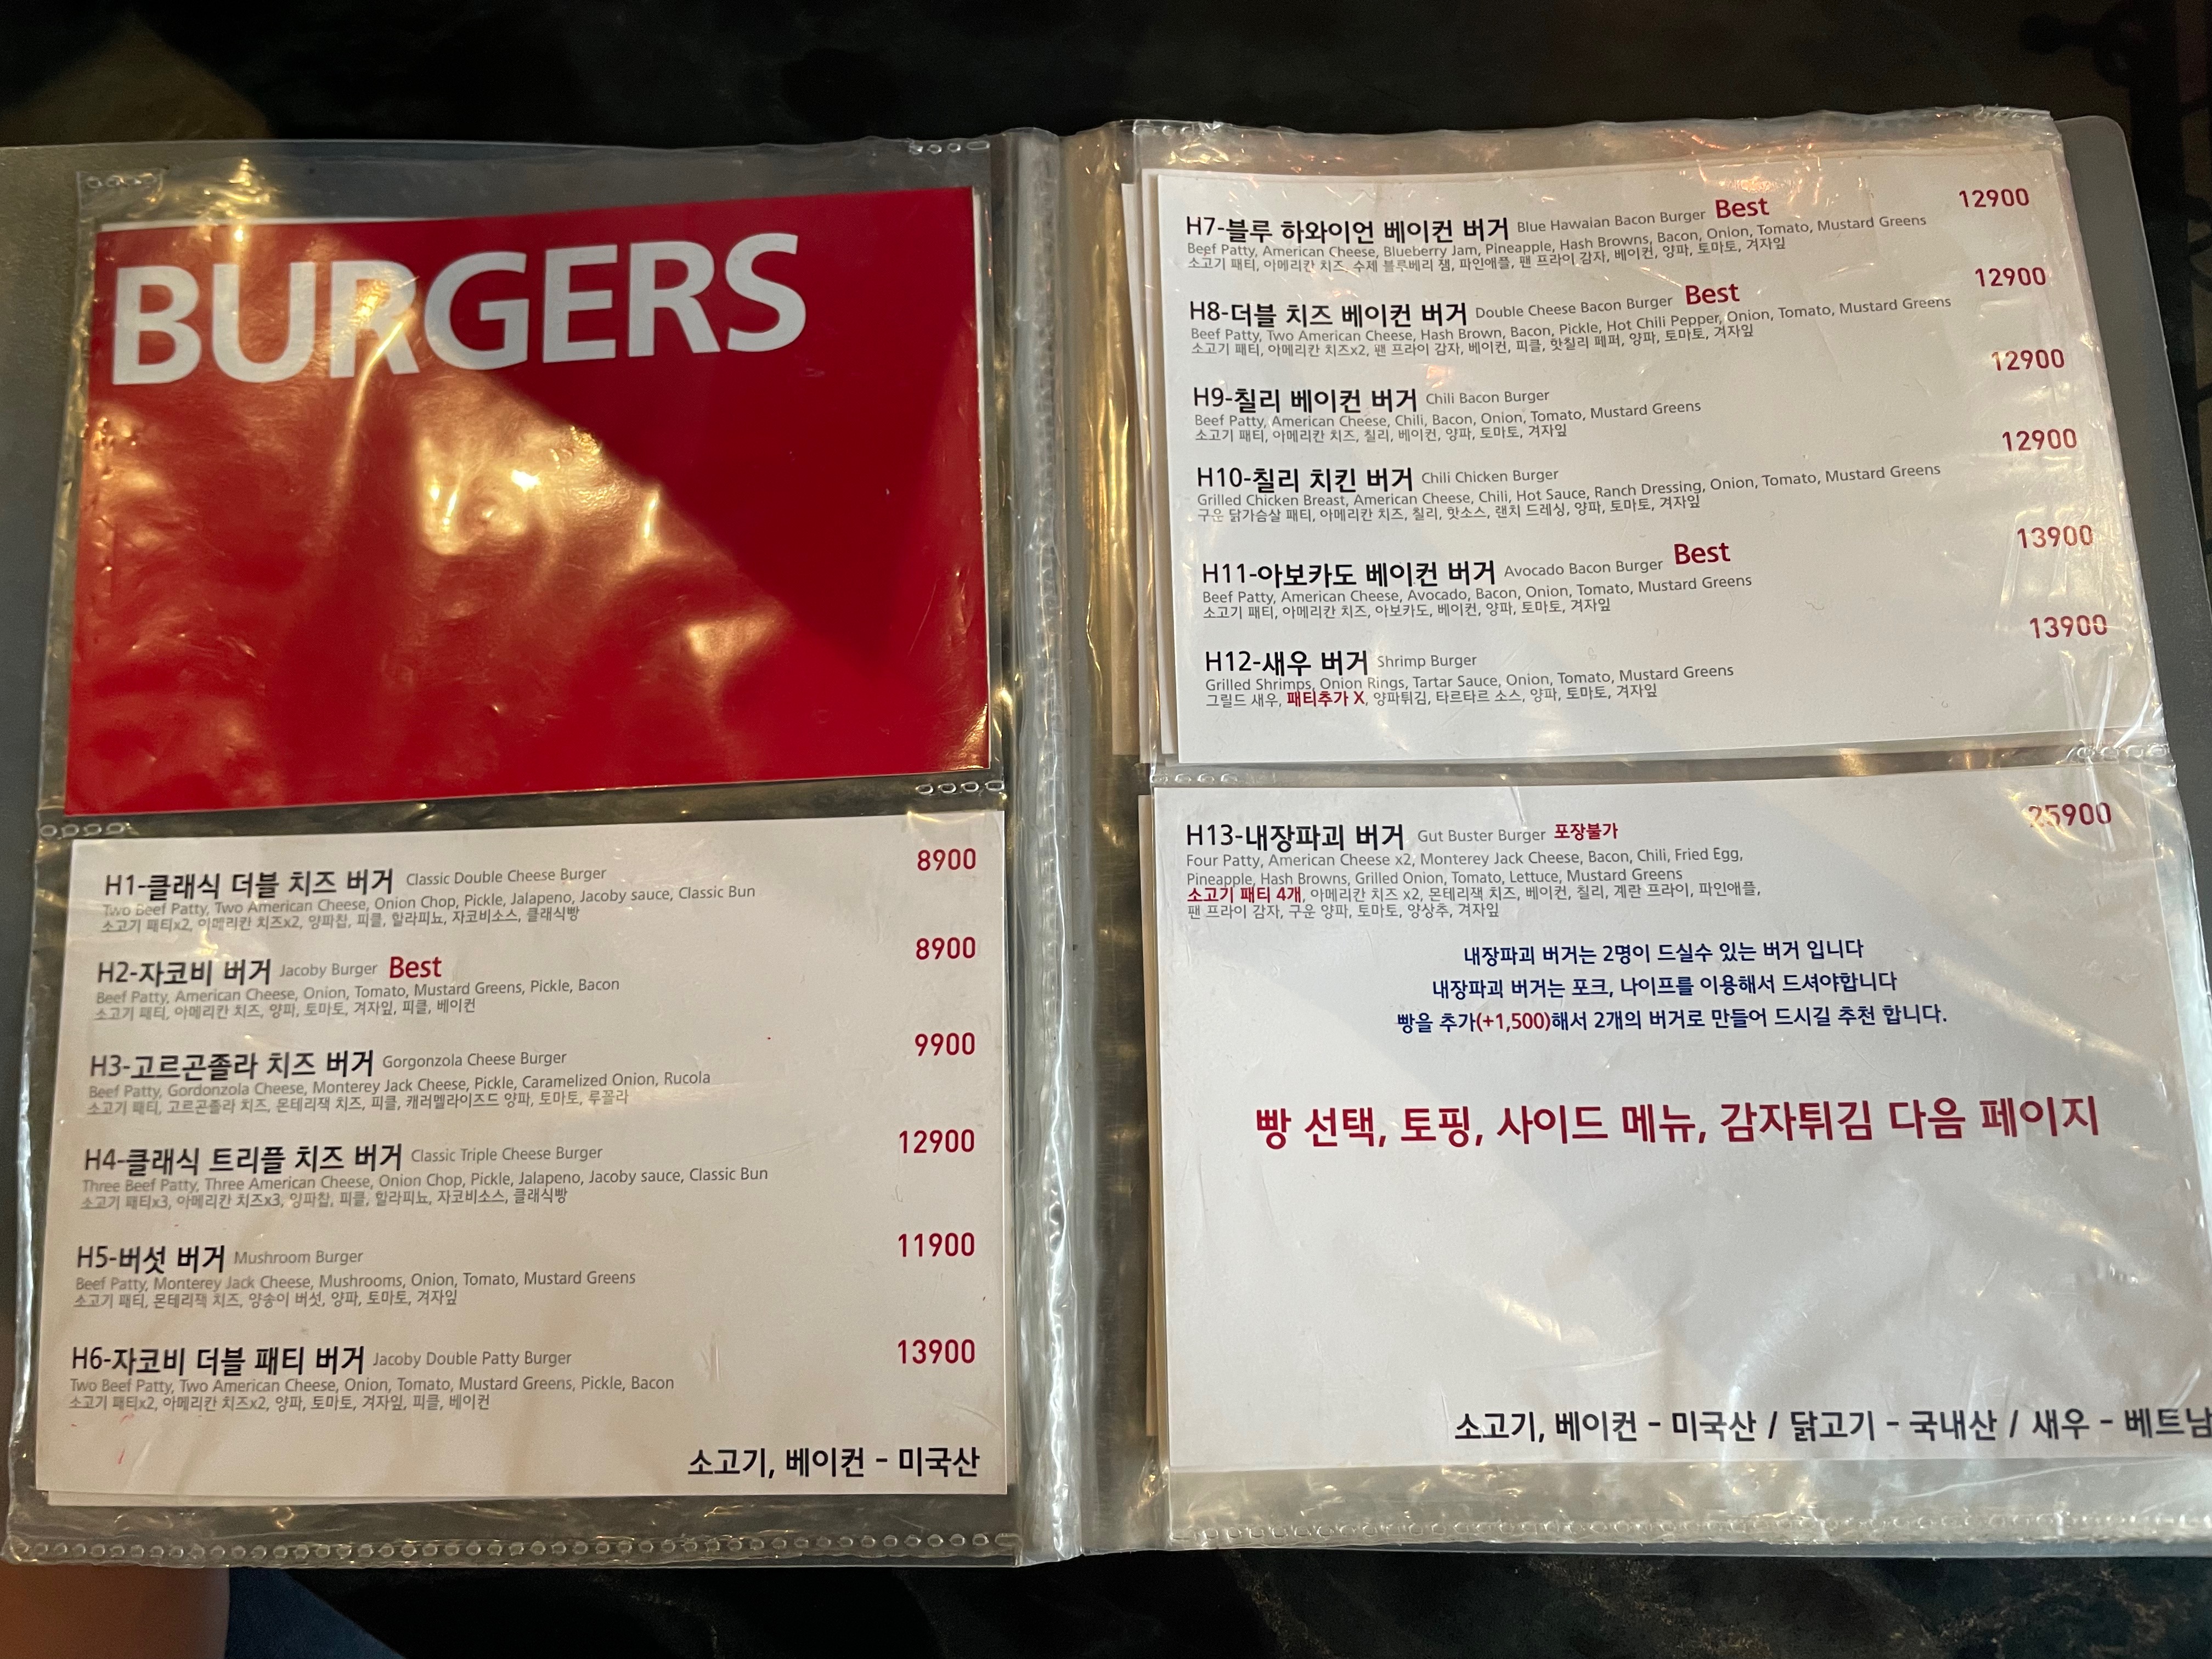 BURGERS
H1-클래식 더블 치즈 버거 Classic Double Cheese Burger 8900
Two Beef Patty, Two American Cheese, Onion Chop, Pickle, Jalapeno, Jacoby sauce, Classic Bun
소고기 패티x2, 아메리칸 치즈x2, 양파찹, 피클, 할라피뇨, 자코비소스, 클래식빵
H2-자코비 버거 Jacoby Burger Best 8900
Beef Patty, American Cheese, Onion, Tomato, Mustard Greens, Pickle, Bacon
소고기 패티, 아메리칸 치즈, 양파, 토마토, 겨자잎, 피클, 베이컨
H3-고르곤졸라 치즈 버거 Gorgonzola Cheese Burger 9900
Beef Patty, Gordonzola Cheese, Monterey Jack Cheese, Pickle, Caramelized Onion, Rucola
소고기 패티, 고르곤졸라 치즈, 몬테리잭 치즈, 피클, 캐러멜라이즈드 양파, 토마토, 루꼴라
H4-클래식 트리플 치즈 버거 Classic Triple Cheese Burger 12900
Three Beef Patty, Three American Cheese, Onion Chop, Pickle, Jalapeno, Jacoby sauce, Classic Bun
소고기 패티x3, 아메리칸 치즈x3, 양파찹, 피클, 할라피뇨, 자코비소스, 클래식빵
H5-버섯 버거 Mushroom Burger 11900
Beef Patty, Monterey Jack Cheese, Mushrooms, Onion, Tomato, Mustard Greens
소고기 패티, 몬테리잭 치즈, 양송이 버섯, 양파, 토마토, 겨자잎
H6-자코비 더블 패티 버거 Jacoby Double Patty Burger 13900
Two Beef Patty, Two American Cheese, Onion, Tomato, Mustard Greens, Pickle, Bacon
소고기 패티x2, 아메리칸 치즈x2, 양파, 토마토, 겨자잎, 피클, 베이컨
소고기, 베이컨 - 미국산
H7-블루 하와이언 베이컨 버거 Blue Hawaian Bacon Burger Best 12900
Beef Patty, American Cheese, Blueberry Jam, Pineapple, Hash Browns, Bacon, Onion, Tomato, Mustard Greens
소고기 패티, 아메리칸 치즈, 수제 블루베리 잼, 파인애플, 팬 프라이 감자, 베이컨, 양파, 토마토, 겨자잎
H8-더블 치즈 베이컨 버거 Double Cheese Bacon Burger Best 12900
Beef Patty, Two American Cheese, Hash Brown, Bacon, Pickle, Hot Chili Pepper, Onion, Tomato, Mustard Greens
소고기 패티, 아메리칸 치즈x2, 팬 프라이 감자, 베이컨, 피클, 핫칠리 페퍼, 양파, 토마토, 겨자잎
H9-칠리 베이컨 버거 Chili Bacon Burger 12900
Beef Patty, American Cheese, Chili, Bacon, Onion, Tomato, Mustard Greens
소고기 패티, 아메리칸 치즈, 칠리, 베이컨, 양파, 토마토, 겨자잎
H10-칠리 치킨 버거 Chili Chicken Burger 12900
Grilled Chicken Breast, American Cheese, Chili, Hot Sauce, Ranch Dressing, Onion, Tomato, Mustard Greens
구운 닭가슴살 패티, 아메리칸 치즈, 칠리, 핫소스, 랜치 드레싱, 양파, 토마토, 겨자잎
H11-아보카도 베이컨 버거 Avocado Bacon Burger Best 13900
Beef Patty, American Cheese, Avocado, Bacon, Onion, Tomato, Mustard Greens
소고기 패티, 아메리칸 치즈, 아보카도, 베이컨, 양파, 토마토, 겨자잎
H12-새우 버거 Shrimp Burger 13900
Grilled Shrimps, Onion Rings, Tartar Sauce, Onion, Tomato, Mustard Greens
그릴드 새우, 패티추가 X, 양파튀김, 타르타르 소스, 양파, 토마토, 겨자잎
H13-내장파괴 버거 Gut Buster Burger 포장불가 25900
Four Patty, American Cheese x2, Monterey Jack Cheese, Bacon, Chili, Fried Egg,
Pineapple, Hash Browns, Grilled Onion, Tomato, Lettuce, Mustard Greens
소고기 패티 4개, 아메리칸 치즈 x2, 몬테리잭 치즈, 베이컨, 칠리, 계란 프라이, 파인애플,
팬 프라이 감자, 구운 양파, 토마토, 양상추, 겨자잎
내장파괴 버거는 2명이 드실수 있는 버거 입니다
내장파괴 버거는 포크, 나이프를 이용해서 드셔야합니다
빵을 추가(+1,500)해서 2개의 버거로 만들어 드시길 추천 합니다.
빵 선택, 토핑, 사이드 메뉴, 감자튀김 다음 페이지
소고기, 베이컨 - 미국산 / 닭고기 - 국내산 / 새우 - 베트남